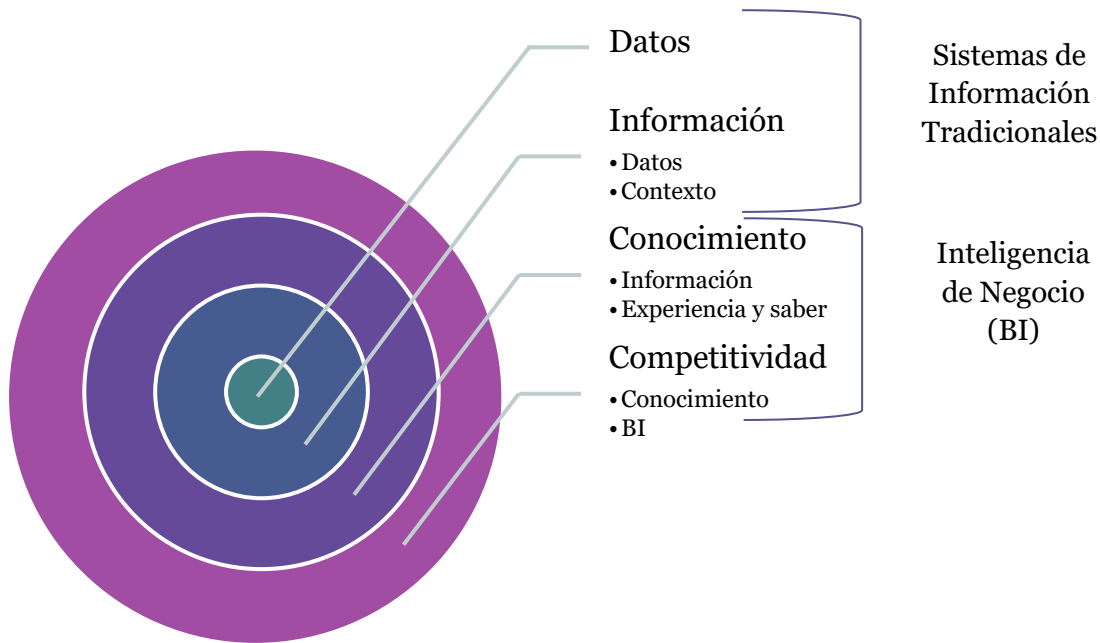 Datos
Información
• Datos
• Contexto
Conocimiento
• Información
• Experiencia y saber
Competitividad
• Conocimiento
• BI
Sistemas de
Información
Tradicionales
Inteligencia
de Negocio
(BI)